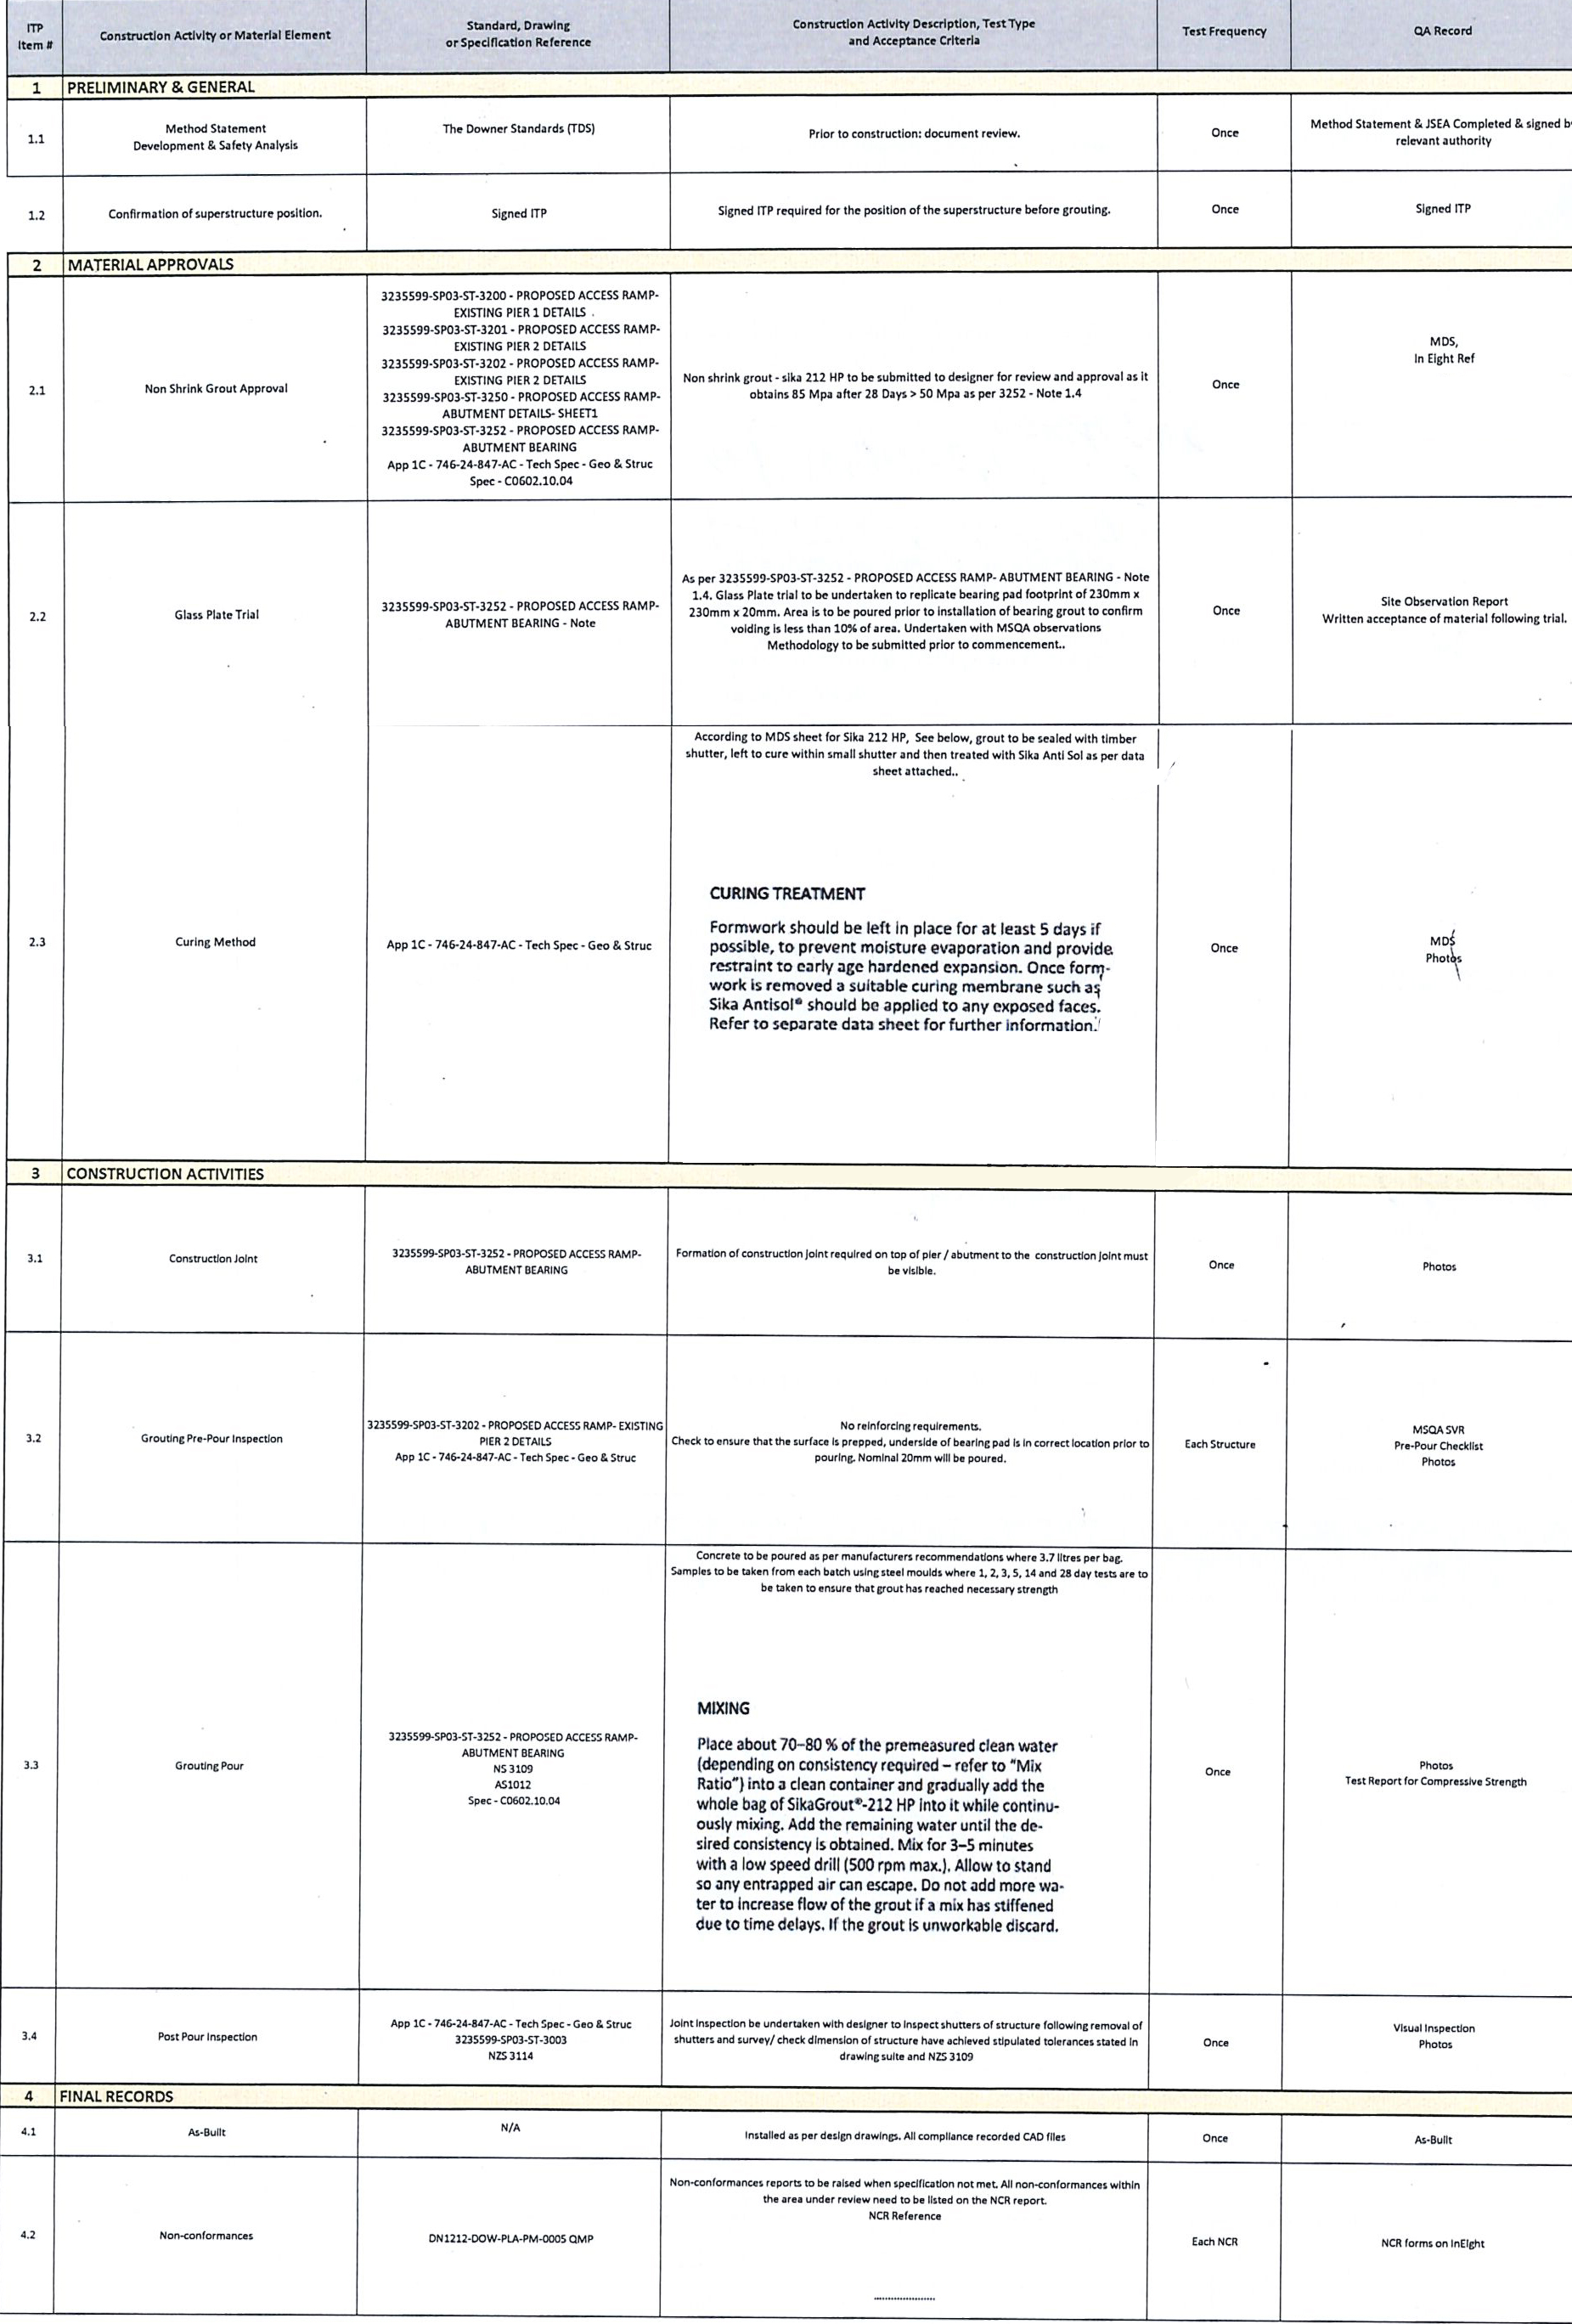 ITP
Item #
Construction Activity or Material Element
Standard, Drawing
or Specification Reference
Construction Activity Description, Test Type
and Acceptance Criteria
Test Frequency
QA Record
1 PRELIMINARY & GENERAL
1.1
Method Statement
Development & Safety Analysis
The Downer Standards (TDS)
Prior to construction: document review.
Once
Method Statement & JSEA Completed & signed by
relevant authority
1.2
Confirmation of superstructure position.
Signed ITP
Signed ITP required for the position of the superstructure before grouting.
Once
Signed ITP
2 MATERIAL APPROVALS
2.1
Non Shrink Grout Approval
3235599-SP03-ST-3200 - PROPOSED ACCESS RAMP-
EXISTING PIER 1 DETAILS
3235599-SP03-ST-3201 - PROPOSED ACCESS RAMP-
EXISTING PIER 2 DETAILS
3235599-SP03-ST-3202 - PROPOSED ACCESS RAMP-
EXISTING PIER 2 DETAILS
3235599-SP03-ST-3250 - PROPOSED ACCESS RAMP-
ABUTMENT DETAILS- SHEET1
3235599-SP03-ST-3252 - PROPOSED ACCESS RAMP-
ABUTMENT BEARING
App 1C - 746-24-847-AC - Tech Spec - Geo & Struc
Spec - C0602.10.04
Non shrink grout - sika 212 HP to be submitted to designer for review and approval as it
obtains 85 Mpa after 28 Days > 50 Mpa as per 3252 - Note 1.4
Once
MDS,
In Eight Ref
2.2
Glass Plate Trial
3235599-SP03-ST-3252 - PROPOSED ACCESS RAMP-
ABUTMENT BEARING - Note
As per 3235599-SP03-ST-3252 - PROPOSED ACCESS RAMP- ABUTMENT BEARING - Note
1.4. Glass Plate trial to be undertaken to replicate bearing pad footprint of 230mm x
230mm x 20mm. Area is to be poured prior to installation of bearing grout to confirm
voiding is less than 10% of area. Undertaken with MSQA observations
Methodology to be submitted prior to commencement..
Once
Site Observation Report
Written acceptance of material following trial.
2.3
Curing Method
App 1C - 746-24-847-AC - Tech Spec - Geo & Struc
According to MDS sheet for Sika 212 HP, See below, grout to be sealed with timber
shutter, left to cure within small shutter and then treated with Sika Anti Sol as per data
sheet attached..
CURING TREATMENT
Formwork should be left in place for at least 5 days if
possible, to prevent moisture evaporation and provide
restraint to early age hardened expansion. Once form-
work is removed a suitable curing membrane such as
Sika Antisol® should be applied to any exposed faces.
Refer to separate data sheet for further information.
Once
MDS
Photos
3 CONSTRUCTION ACTIVITIES
3.1
Construction Joint
3235599-SP03-ST-3252 - PROPOSED ACCESS RAMP-
ABUTMENT BEARING
Formation of construction joint required on top of pier / abutment to the construction joint must
be visible.
Once
Photos
3.2
Grouting Pre-Pour Inspection
3235599-SP03-ST-3202 - PROPOSED ACCESS RAMP- EXISTING
PIER 2 DETAILS
App 1C - 746-24-847-AC - Tech Spec - Geo & Struc
No reinforcing requirements.
Check to ensure that the surface is prepped, underside of bearing pad is in correct location prior to
pouring. Nominal 20mm will be poured.
Each Structure
MSQA SVR
Pre-Pour Checklist
Photos
3.3
Grouting Pour
3235599-SP03-ST-3252 - PROPOSED ACCESS RAMP-
ABUTMENT BEARING
NS 3109
AS1012
Spec - C0602.10.04
Concrete to be poured as per manufacturers recommendations where 3.7 litres per bag.
Samples to be taken from each batch using steel moulds where 1, 2, 3, 5, 14 and 28 day tests are to
be taken to ensure that grout has reached necessary strength
MIXING
Place about 70–80 % of the premeasured clean water
(depending on consistency required – refer to "Mix
Ratio") into a clean container and gradually add the
whole bag of SikaGrout®-212 HP into it while continu-
ously mixing. Add the remaining water until the de-
sired consistency is obtained. Mix for 3–5 minutes
with a low speed drill (500 rpm max.). Allow to stand
so any entrapped air can escape. Do not add more wa-
ter to increase flow of the grout if a mix has stiffened
due to time delays. If the grout is unworkable discard.
Once
Photos
Test Report for Compressive Strength
3.4
Post Pour Inspection
App 1C - 746-24-847-AC - Tech Spec - Geo & Struc
3235599-SP03-ST-3003
NZS 3114
Joint inspection be undertaken with designer to inspect shutters of structure following removal of
shutters and survey/ check dimension of structure have achieved stipulated tolerances stated in
drawing suite and NZS 3109
Once
Visual Inspection
Photos
4 FINAL RECORDS
4.1
As-Built
N/A
Installed as per design drawings. All compliance recorded CAD files
Once
As-Built
4.2
Non-conformances
DN1212-DOW-PLA-PM-0005 QMP
Non-conformances reports to be raised when specification not met. All non-conformances within
the area under review need to be listed on the NCR report.
NCR Reference
.....................
Each NCR
NCR forms on InEight